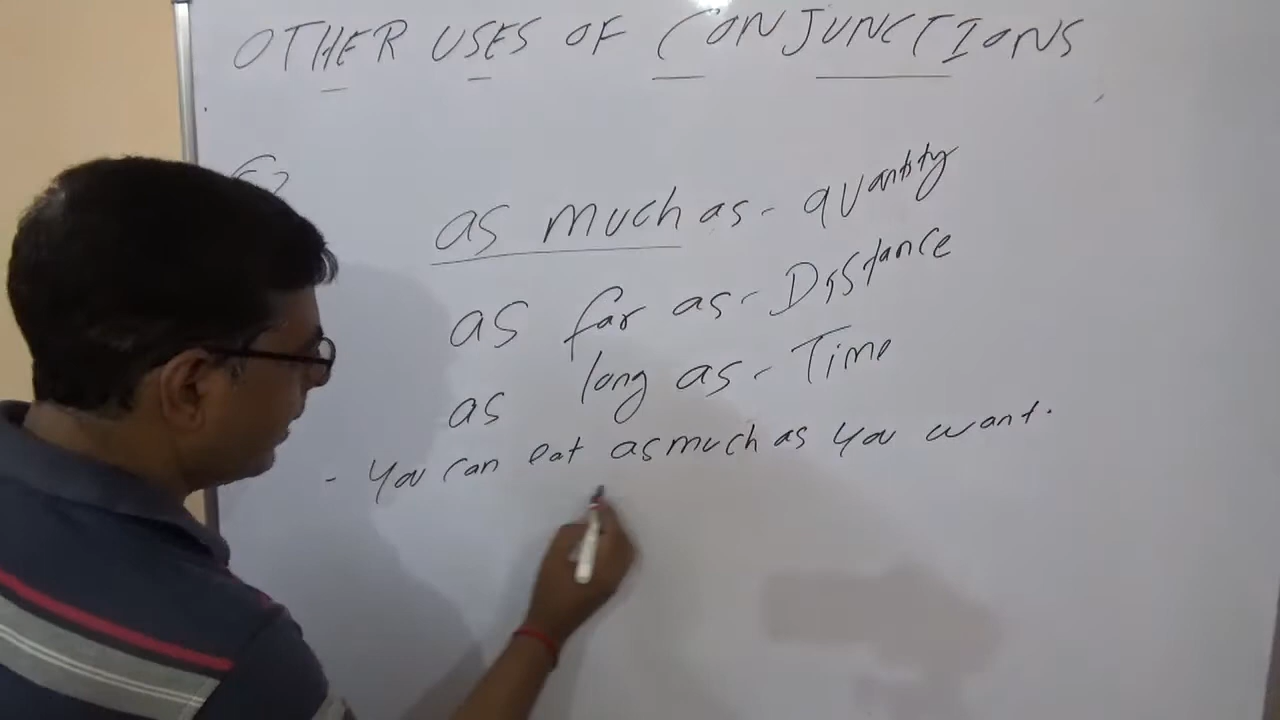 OTHER USES OF CONJUNCTIONS
as much as - quantity
as far as - Distance
as long as - Time
- You can eat as much as you want.